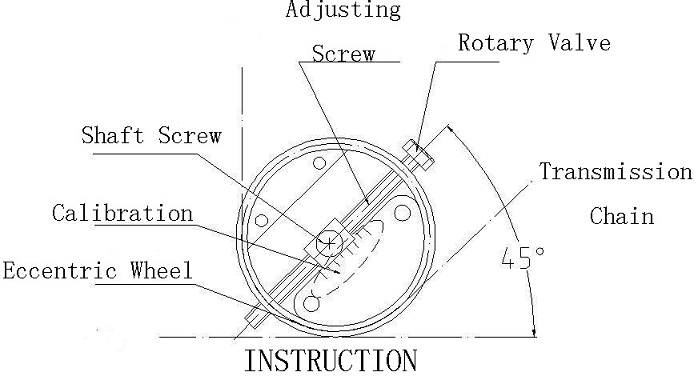 Adjusting
Screw
Rotary Valve
Shaft Screw
Transmission
Chain
Calibration
45°
Eccentric Wheel
INSTRUCTION